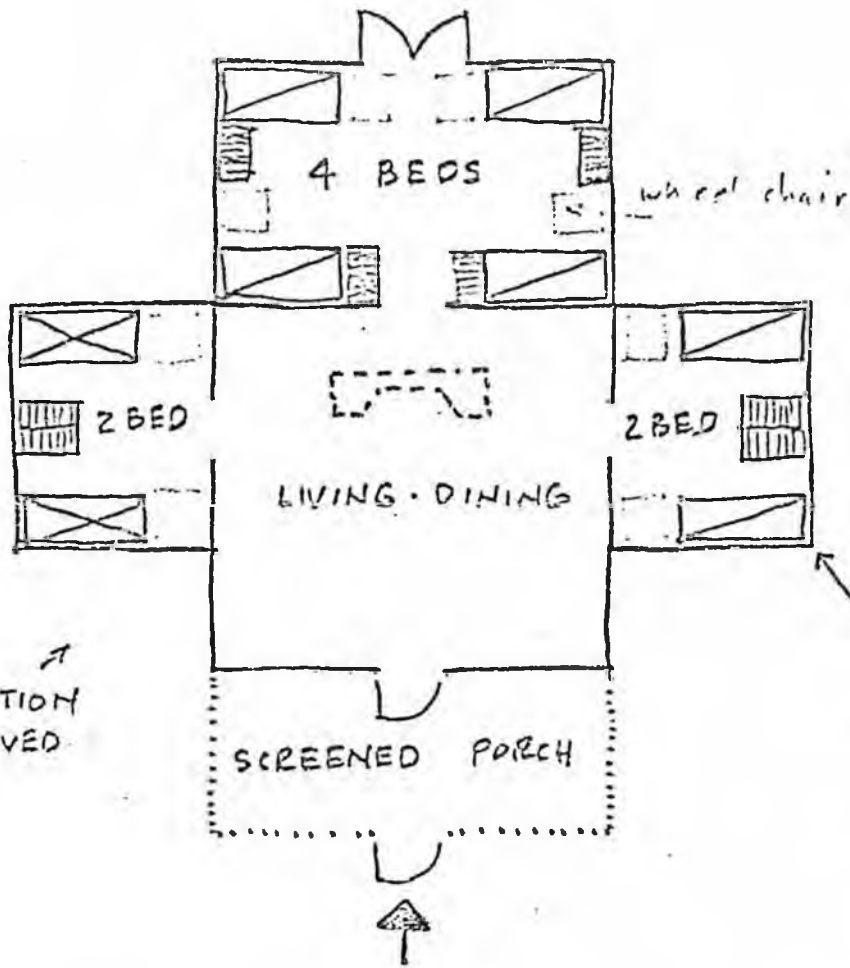 4 BEDS
wheel chair
2 BED
2 BED
LIVING · DINING
TION
VED
SCREENED PORCH